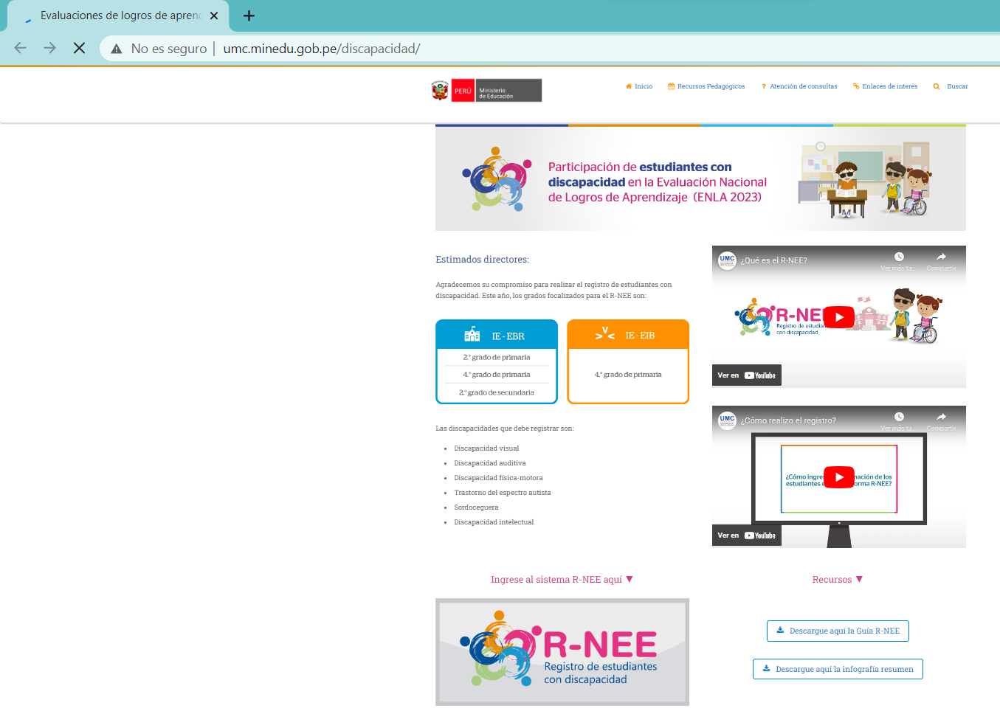 Evaluaciones de logros de apren
No es seguro | umc.minedu.gob.pe/discapacidad/
PERÚ
Ministerio
de Educación
Inicio
Recursos Pedagógicos
? Atención de consultas
Enlaces de interés
Buscar
Participación de estudiantes con
discapacidad en la Evaluación Nacional
de Logros de Aprendizaje (ENLA 2023)
Estimados directores:
Agradecemos su compromiso para realizar el registro de estudiantes con
discapacidad. Este año, los grados focalizados para el R-NEE son:
IE - EBR
2.° grado de primaria
4.° grado de primaria
2.° grado de secundaria
>V< IE - EIB
4.° grado de primaria
Las discapacidades que debe registrar son:
• Discapacidad visual
• Discapacidad auditiva
• Discapacidad física-motora
• Trastorno del espectro autista
• Sordoceguera
• Discapacidad intelectual
UMC
¿Qué es el R-NEE?
Ver más ta...
Compartir
R-NE
Registro de estudian
con discapacidad
Ver en YouTube
UMC
¿Cómo realizo el registro?
Ver más ta...
Compartir
¿Cómo ingre mación de los
estudiantes e orma R-NEE?
Ver en YouTube
Ingrese al sistema R-NEE aquí ▼
R-NEE
Registro de estudiantes
con discapacidad
Recursos ▼
Descargue aquí la Guía R-NEE
Descargue aquí la infografía resumen